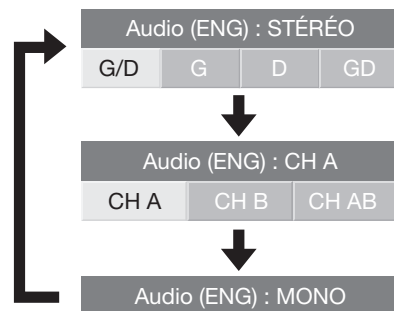 Audio (ENG) : STÉRÉO
G/D G D GD
Audio (ENG) : CH A
CH A CH B CH AB
Audio (ENG) : MONO